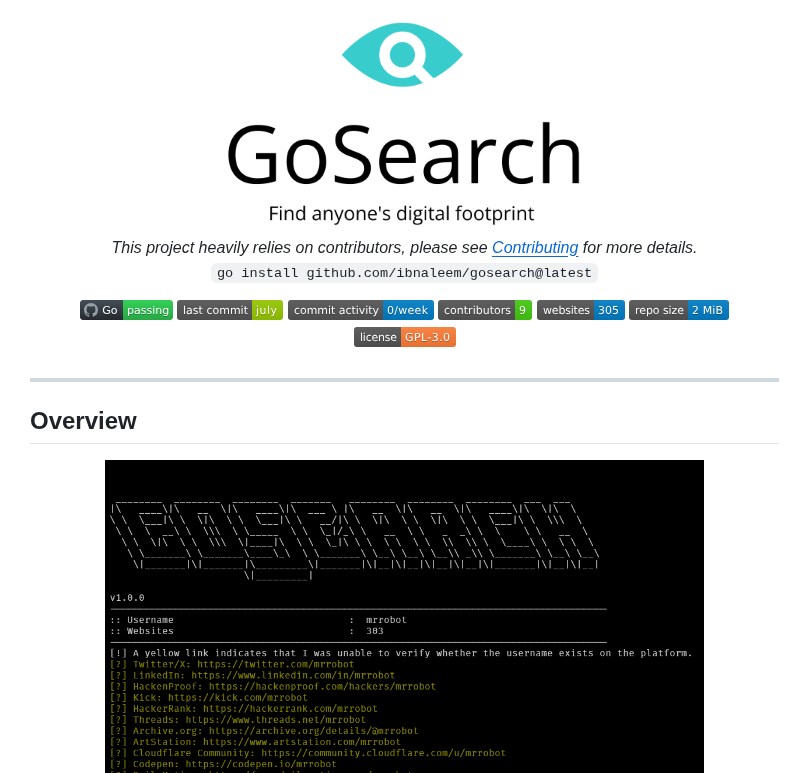 GoSearch
Find anyone's digital footprint
This project heavily relies on contributors, please see Contributing for more details.
go install github.com/ibnaleem/gosearch@latest
Go passing last commit july commit activity 0/week contributors 9 websites 305 repo size 2 MiB
license GPL-3.0
Overview
v1.0.0
:: Username : mrrobot
:: Websites : 303
[!] A yellow link indicates that I was unable to verify whether the username exists on the platform.
[?] Twitter/X: https://twitter.com/mrrobot
[?] LinkedIn: https://www.linkedin.com/in/mrrobot
[?] HackenProof: https://hackenproof.com/hackers/mrrobot
[?] Kick: https://kick.com/mrrobot
[?] HackerRank: https://hackerrank.com/mrrobot
[?] Threads: https://www.threads.net/mrrobot
[?] Archive.org: https://archive.org/details/@mrrobot
[?] ArtStation: https://www.artstation.com/mrrobot
[?] Cloudflare Community: https://community.cloudflare.com/u/mrrobot
[?] Codepen: https://codepen.io/mrrobot